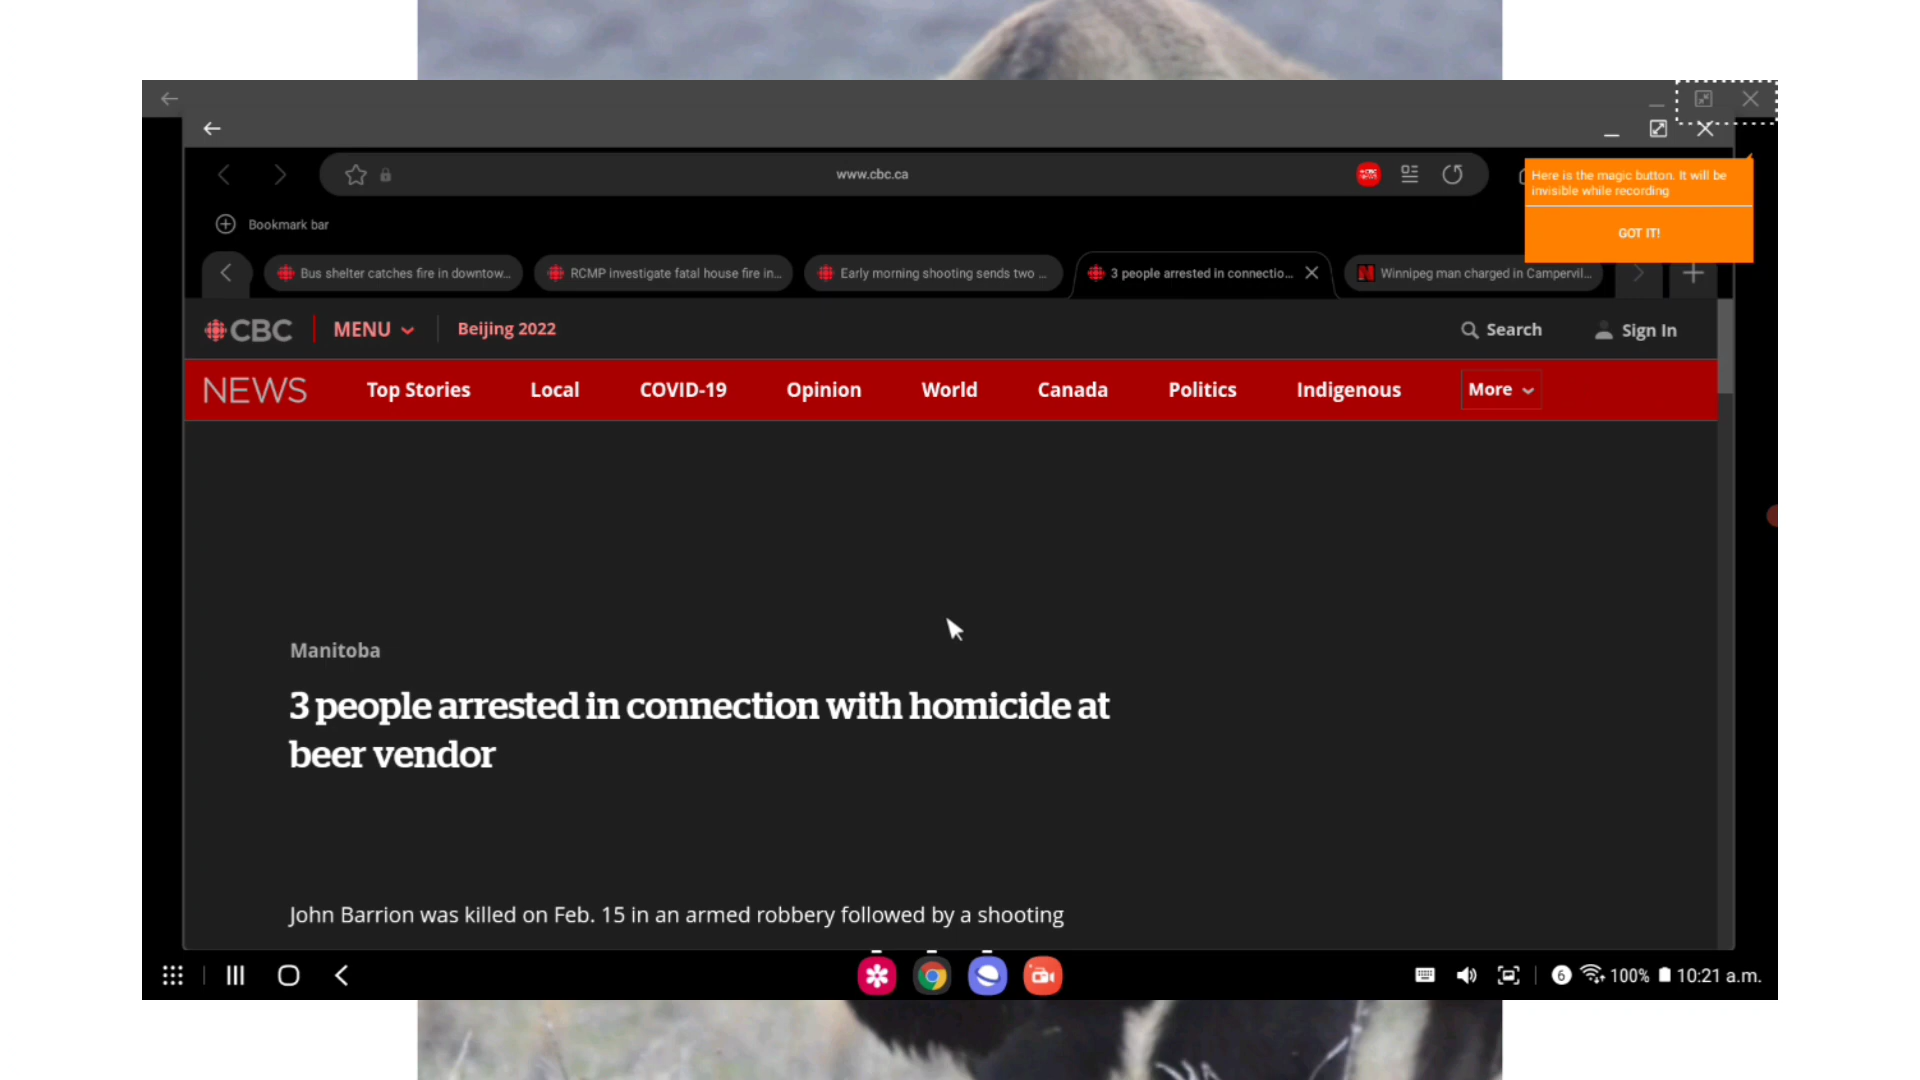 www.cbc.ca
Here is the magic button. It will be
invisible while recording
GOT IT!
Bookmark bar
Bus shelter catches fire in downtow...
RCMP investigate fatal house fire in...
Early morning shooting sends two ...
3 people arrested in connectio...
Winnipeg man charged in Campervil...
CBC
MENU
Beijing 2022
Search
Sign In
NEWS
Top Stories
Local
COVID-19
Opinion
World
Canada
Politics
Indigenous
More
Manitoba
3 people arrested in connection with homicide at
beer vendor
John Barrion was killed on Feb. 15 in an armed robbery followed by a shooting
6
100%
10:21 a.m.